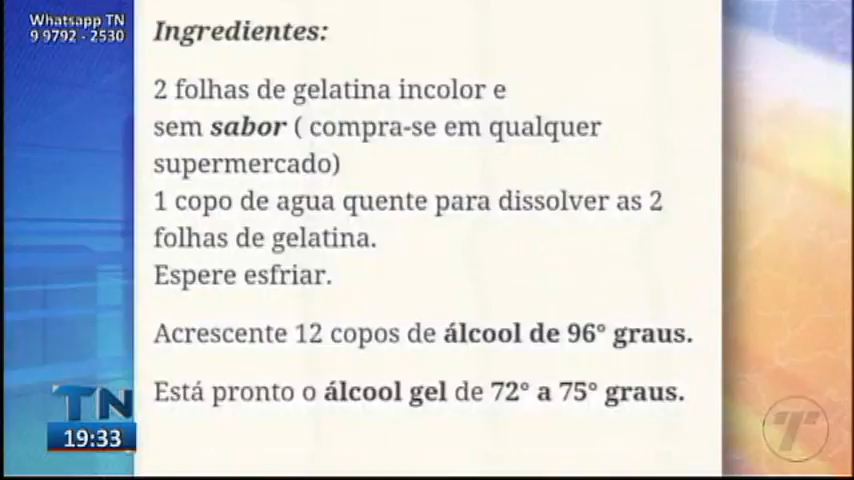 Whatsapp TN
9 9792 - 2530
Ingredientes:
2 folhas de gelatina incolor e
sem sabor ( compra-se em qualquer
supermercado)
1 copo de agua quente para dissolver as 2
folhas de gelatina.
Espere esfriar.
Acrescente 12 copos de álcool de 96° graus.
Está pronto o álcool gel de 72° a 75° graus.
TN
19:33
T